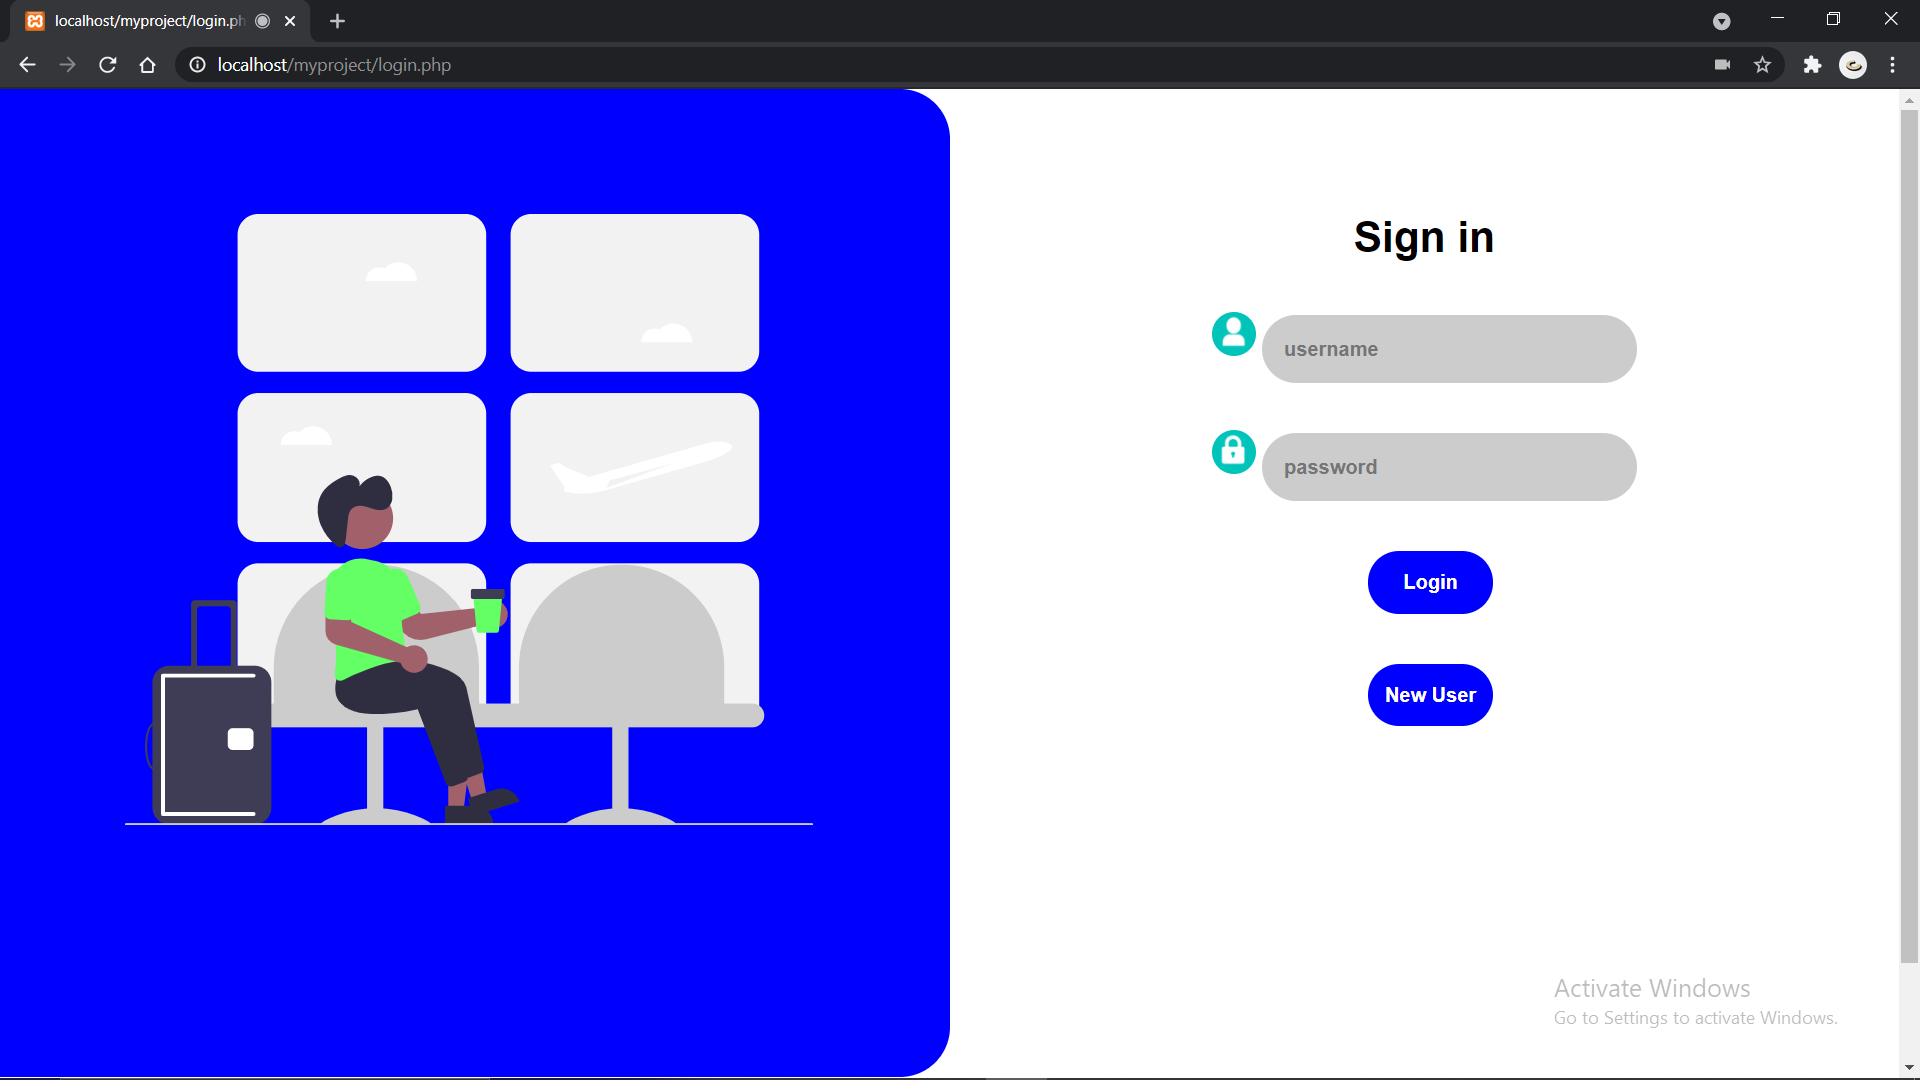 localhost/myproject/login.ph
localhost/myproject/login.php
Sign in
username
password
Login
New User
Activate Windows
Go to Settings to activate Windows.